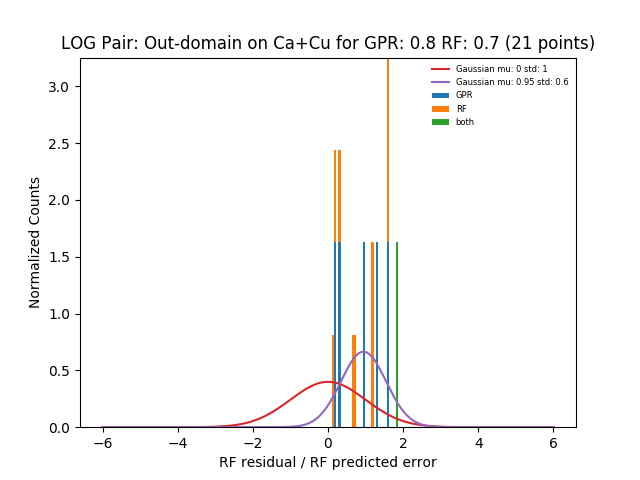 LOG Pair: Out-domain on Ca+Cu for GPR: 0.8 RF: 0.7 (21 points)
Gaussian mu: 0 std: 1
Gaussian mu: 0.95 std: 0.6
GPR
RF
both
Normalized Counts
3.0
2.5
2.0
1.5
1.0
0.5
0.0
−6 −4 −2 0 2 4 6
RF residual / RF predicted error